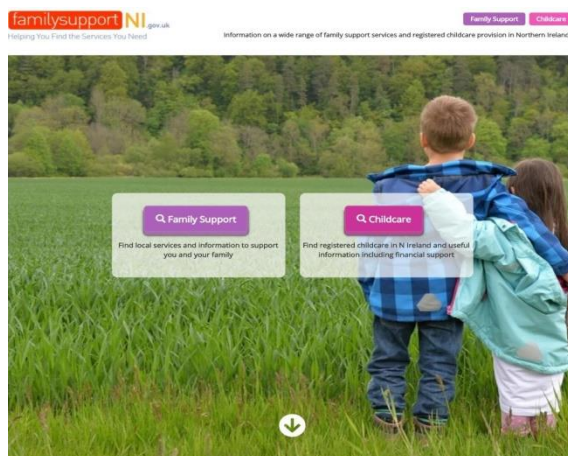 familysupport NI .gov.uk
Helping You Find the Services You Need
Family Support
Childcare
Information on a wide range of family support services and registered childcare provision in Northern Ireland
Family Support
Find local services and information to support
you and your family
Childcare
Find registered childcare in N Ireland and useful
information including financial support